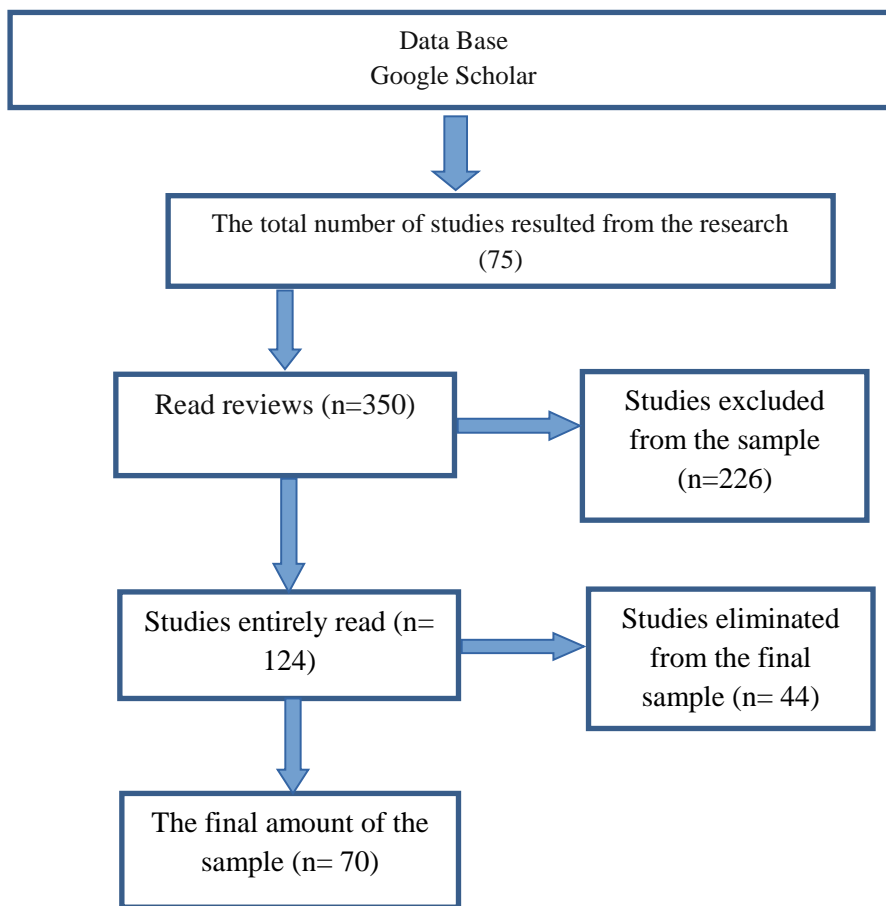 Data Base
Google Scholar
The total number of studies resulted from the research
(75)
Read reviews (n=350)
Studies excluded
from the sample
(n=226)
Studies entirely read (n=
124)
Studies eliminated
from the final
sample (n= 44)
The final amount of the
sample (n= 70)